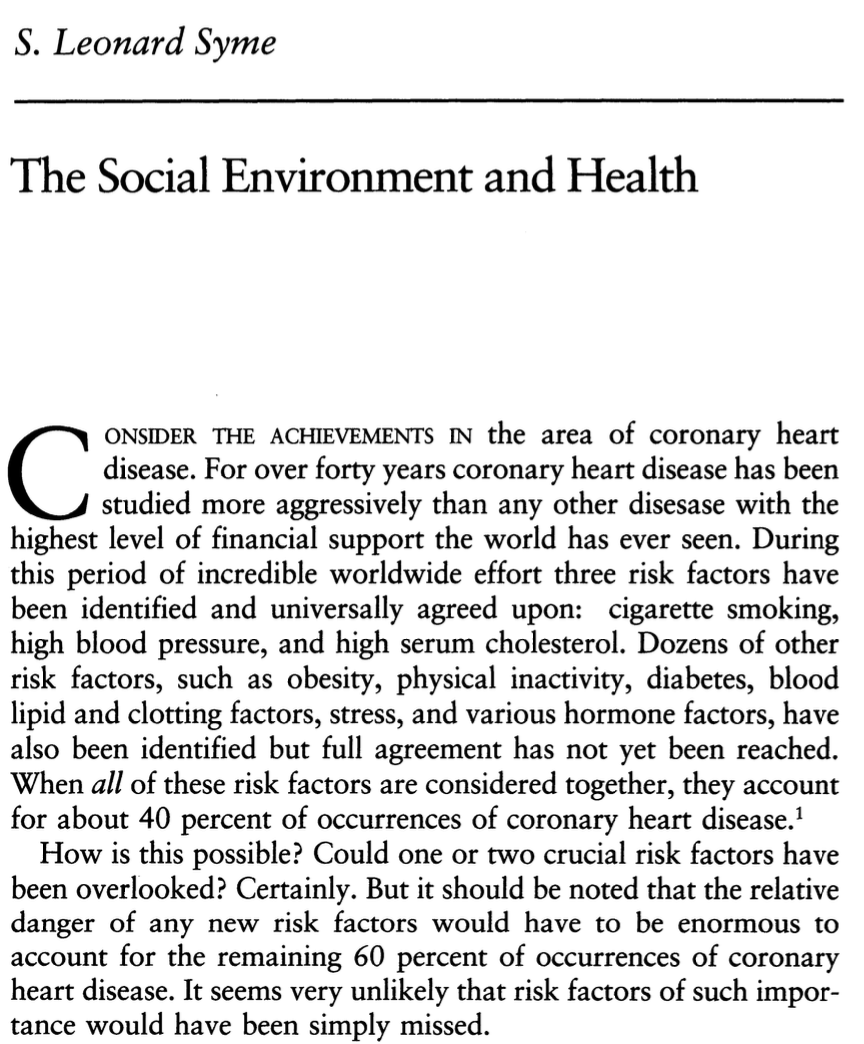 S. Leonard Syme
The Social Environment and Health
CONSIDER THE ACHIEVEMENTS IN the area of coronary heart
disease. For over forty years coronary heart disease has been
studied more aggressively than any other disesase with the
highest level of financial support the world has ever seen. During
this period of incredible worldwide effort three risk factors have
been identified and universally agreed upon: cigarette smoking,
high blood pressure, and high serum cholesterol. Dozens of other
risk factors, such as obesity, physical inactivity, diabetes, blood
lipid and clotting factors, stress, and various hormone factors, have
also been identified but full agreement has not yet been reached.
When all of these risk factors are considered together, they account
for about 40 percent of occurrences of coronary heart disease.¹
How is this possible? Could one or two crucial risk factors have
been overlooked? Certainly. But it should be noted that the relative
danger of any new risk factors would have to be enormous to
account for the remaining 60 percent of occurrences of coronary
heart disease. It seems very unlikely that risk factors of such impor-
tance would have been simply missed.